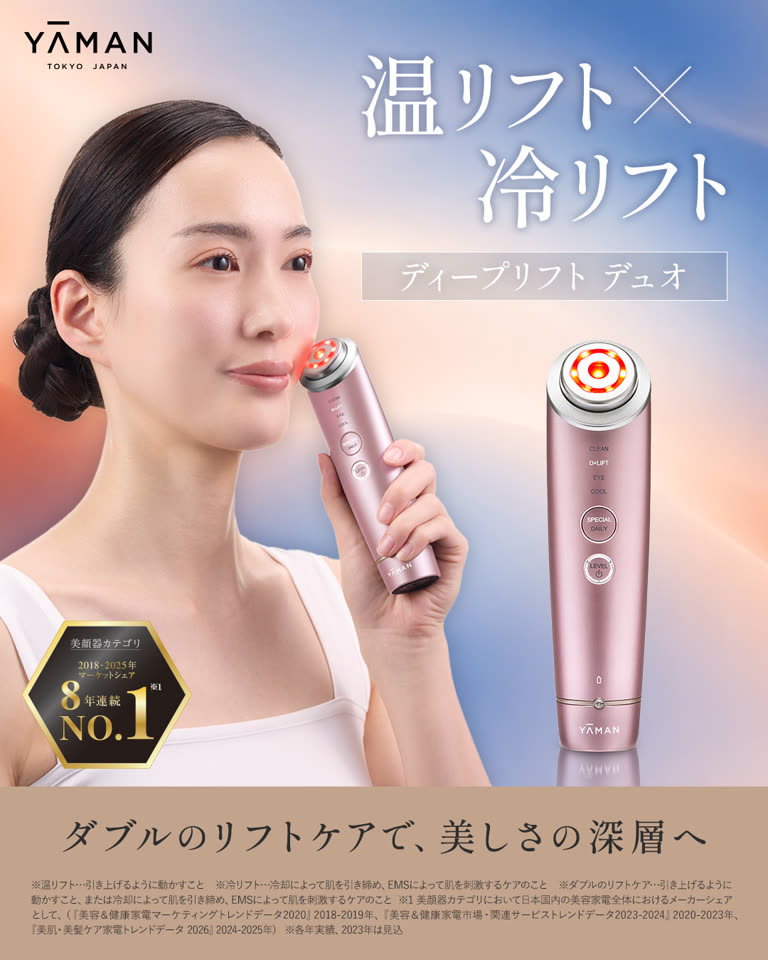 YĀMAN
TOKYO JAPAN
温リフト×
冷リフト
ディープリフト デュオ
CLEAN
D•LIFT
EYE
COOL
SPECIAL
DAILY
LEVEL
YĀMAN
CLEAN
EYE
COOL
LEVEL
YĀMAN
美顔器カテゴリ
2018-2025年
マーケットシェア
8年連続※1
NO.1
ダブルのリフトケアで、美しさの深層へ
※温リフト…引き上げるように動かすこと ※冷リフト…冷却によって肌を引き締め、EMSによって肌を刺激するケアのこと ※ダブルのリフトケア…引き上げるように
動かすこと、または冷却によって肌を引き締め、EMSによって肌を刺激するケアのこと ※1 美顔器カテゴリにおいて日本国内の美容家電全体におけるメーカーシェア
として、(『美容&健康家電マーケティングトレンドデータ2020』2018-2019年、『美容&健康家電市場・関連サービストレンドデータ2023-2024』2020-2023年、
『美肌・美髪ケア家電トレンドデータ 2026』2024-2025年) ※各年実績、2023年は見込